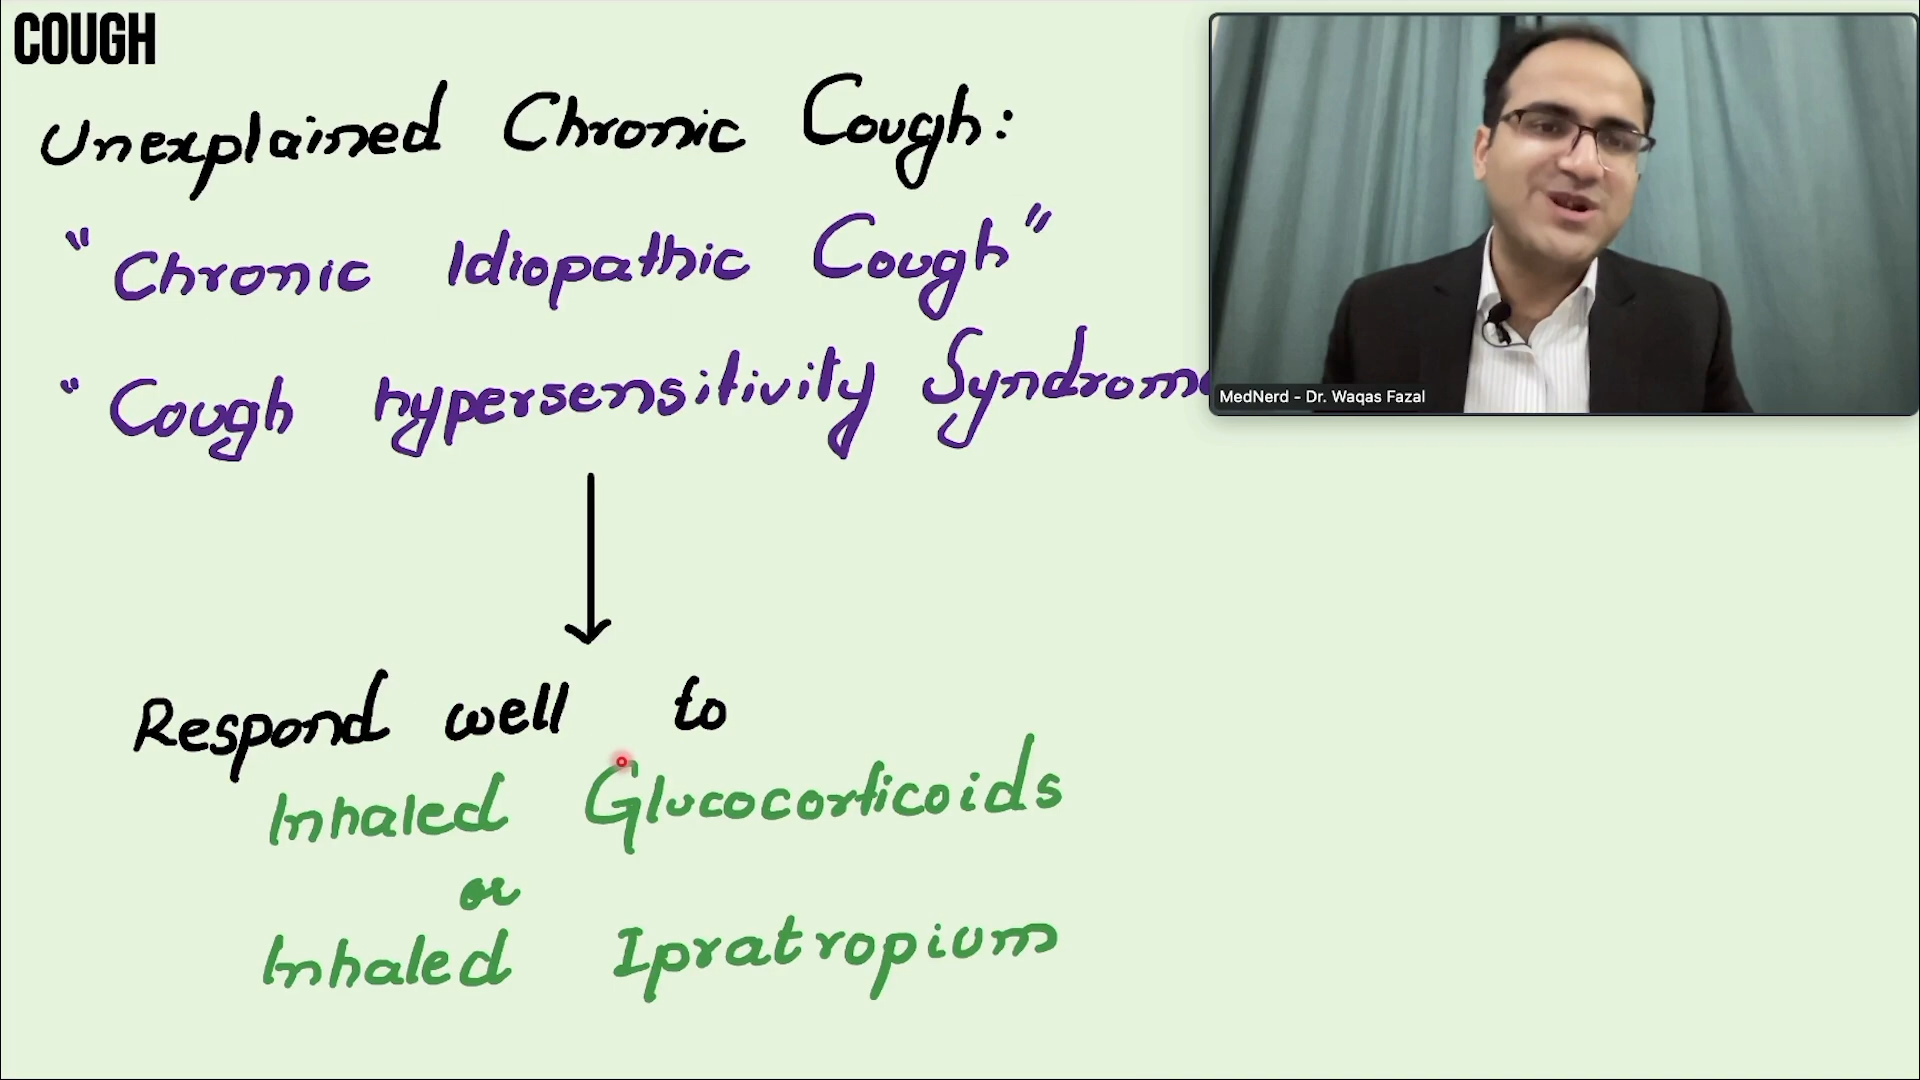 COUGH
Unexplained Chronic Cough:
"Chronic Idiopathic Cough"
"Cough hypersensitivity Syndrome
MedNerd - Dr. Waqas Fazal
Respond well to
Inhaled Glucocorticoids
or
Inhaled Ipratropium